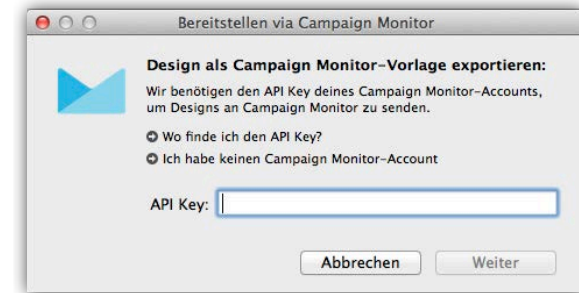 Bereitstellen via Campaign Monitor
Design als Campaign Monitor-Vorlage exportieren:
Wir benötigen den API Key deines Campaign Monitor-Accounts,
um Designs an Campaign Monitor zu senden.
Wo finde ich den API Key?
Ich habe keinen Campaign Monitor-Account
API Key:
Abbrechen
Weiter